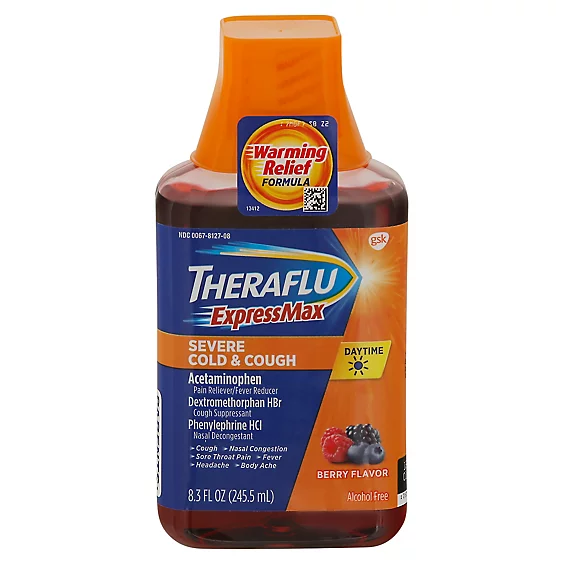 Warming
Relief
FORMULA
13412
NDC 0067-8127-08
gsk
THERAFLU
ExpressMax
SEVERE
COLD & COUGH
DAYTIME
Acetaminophen
Pain Reliever/Fever Reducer
Dextromethorphan HBr
Cough Suppressant
Phenylephrine HCl
Nasal Decongestant
> Cough > Nasal Congestion
> Sore Throat Pain > Fever
> Headache > Body Ache
BERRY FLAVOR
8.3 FL OZ (245.5 mL)
Alcohol Free